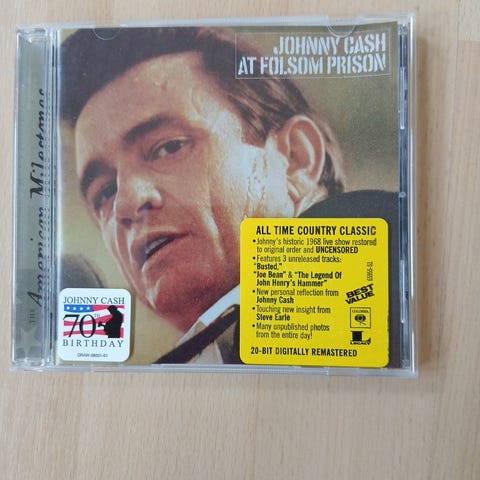 JOHNNY CASH
AT FOLSOM PRISON
THE American Milestones
ALL TIME COUNTRY CLASSIC
• Johnny's historic 1968 live show restored
to original order and UNCENSORED
• Features 3 unreleased tracks:
"Busted,"
"Joe Bean" & "The Legend Of
John Henry's Hammer"
• New personal reflection from
Johnny Cash
• Touching new insight from
Steve Earle
• Many unpublished photos
from the entire day!
20-BIT DIGITALLY REMASTERED
BEST
VALUE
COLUMBIA
LEGACY
JOHNNY CASH
70TH
BIRTHDAY